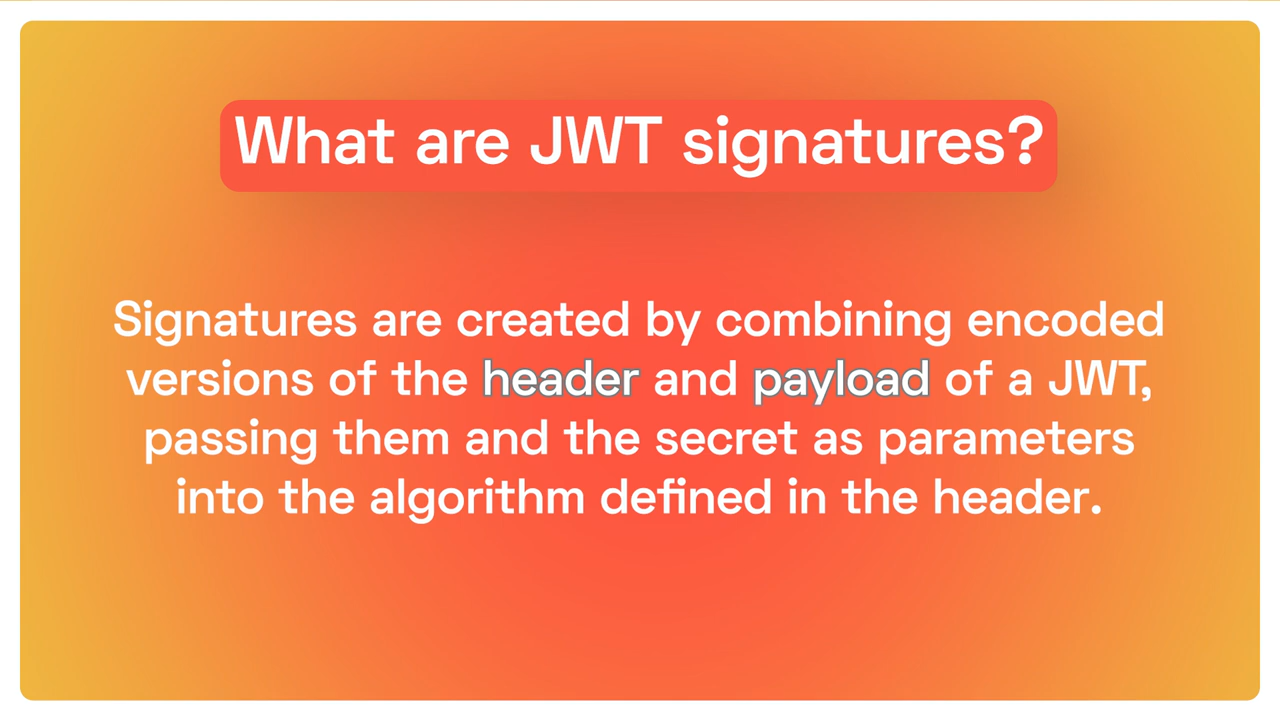 What are JWT signatures?
Signatures are created by combining encoded
versions of the header and payload of a JWT,
passing them and the secret as parameters
into the algorithm defined in the header.